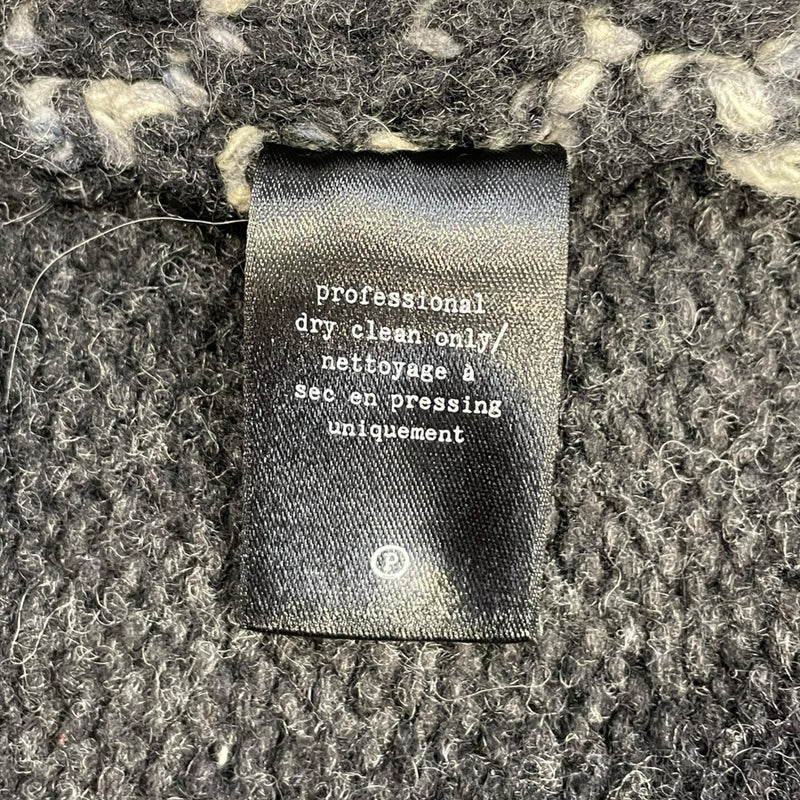 professional
dry clean only/
nettoyage à
sec en pressing
uniquement
P